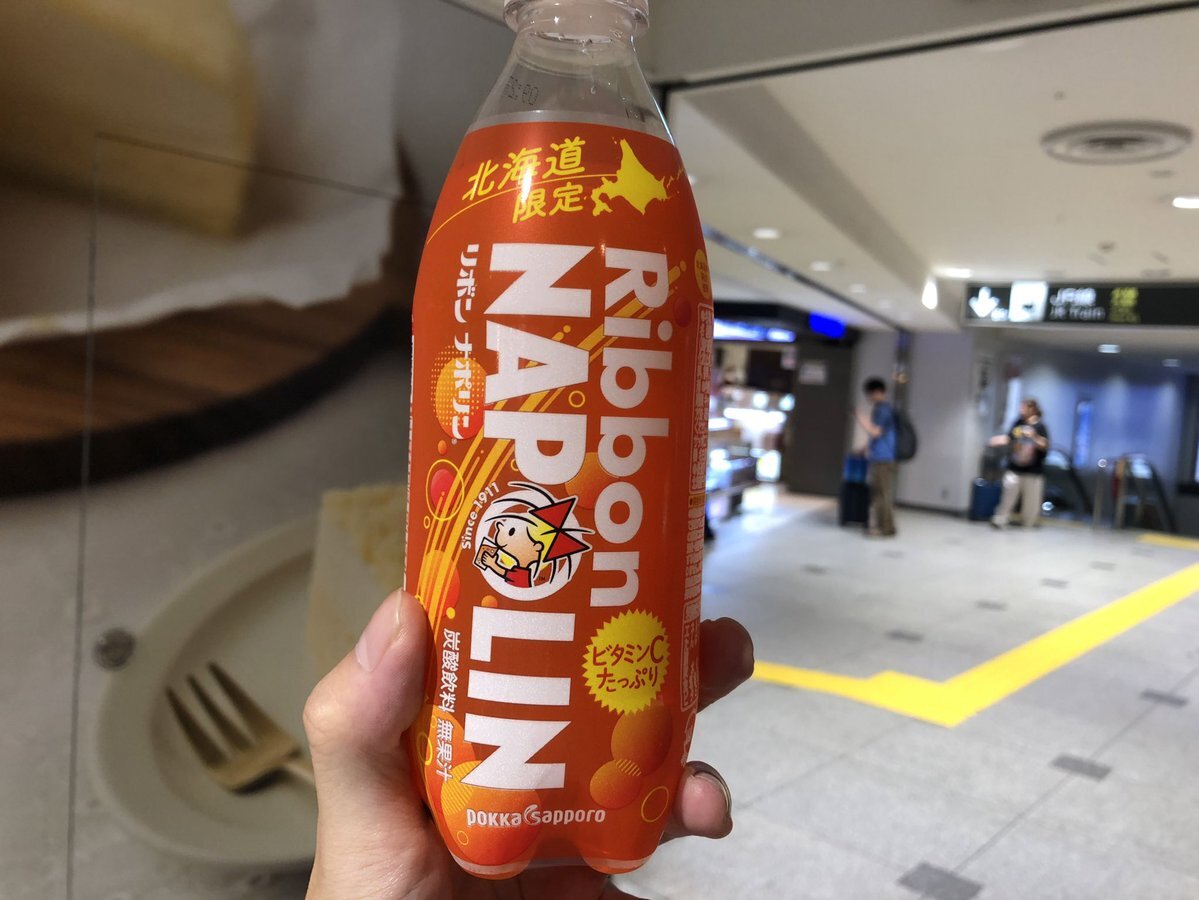 北海道
限定
Ribbon
NAPOLIN
リボン ナポリン®
Since 1911
TM
ビタミンC
たっぷり
炭酸飲料 無果汁
POKKA sapporo
JR線
JR Train